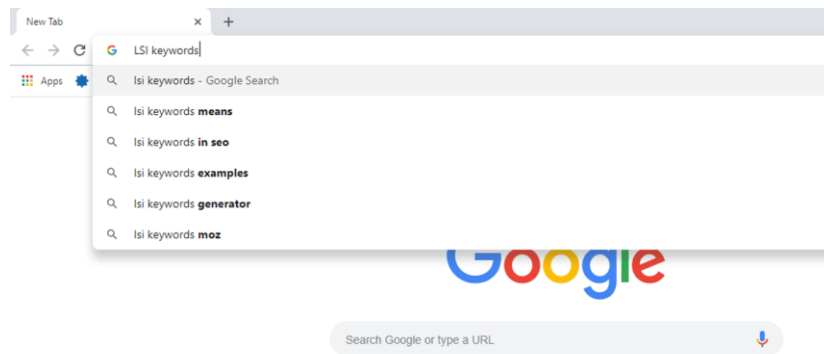 New Tab
LSI keywords
Apps
lsi keywords - Google Search
lsi keywords means
lsi keywords in seo
lsi keywords examples
lsi keywords generator
lsi keywords moz
Google
Search Google or type a URL